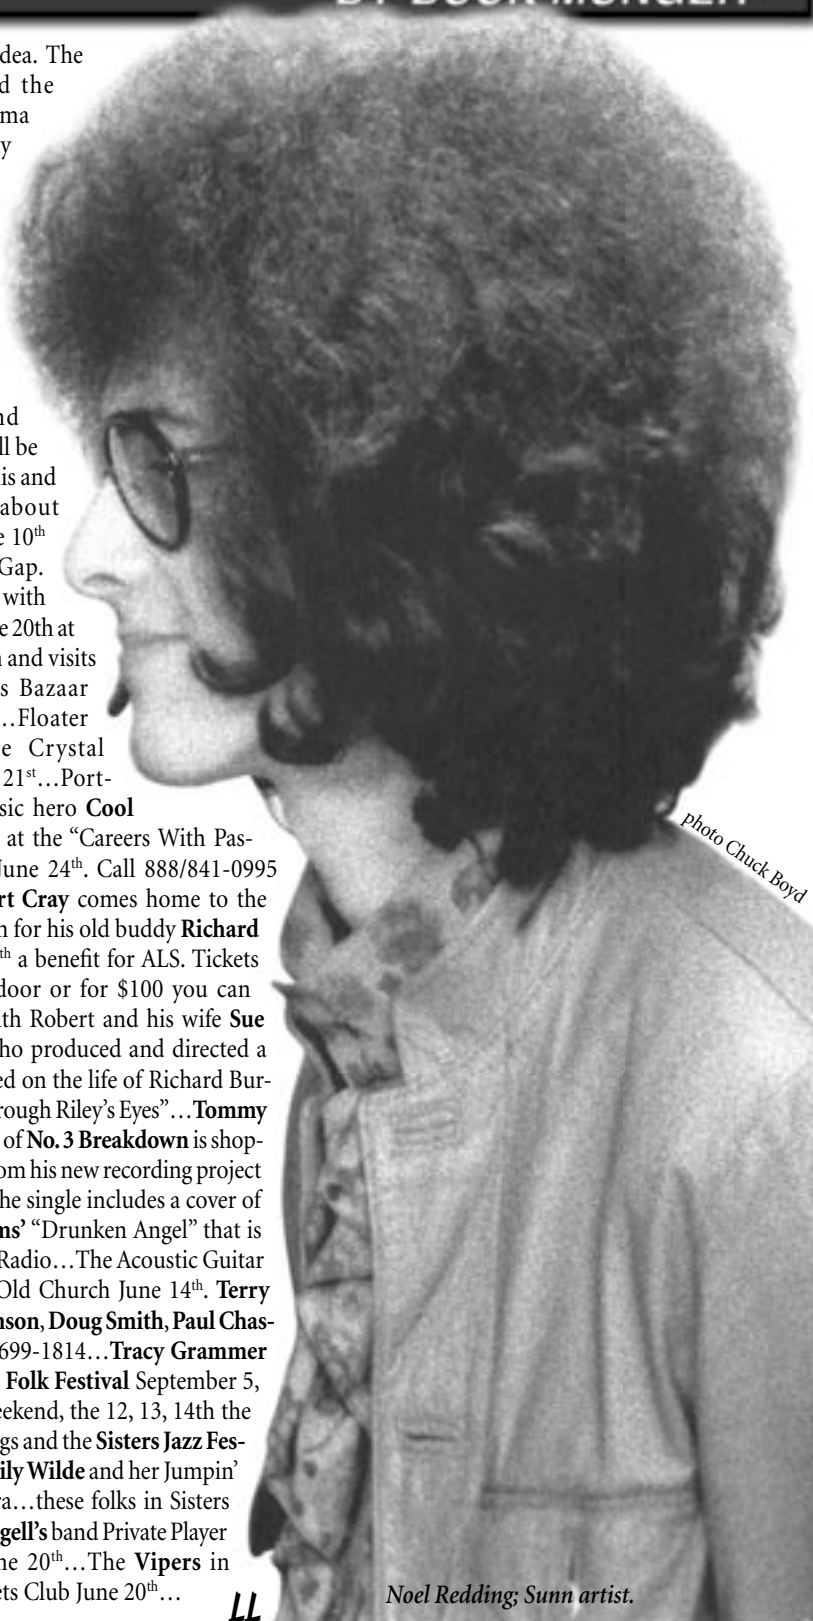 BY BUCK MUNGER
dea. The
d the
ma
y
nd
ll be
is and
about
e 10th
Gap.
with
e 20th at
and visits
s Bazaar
…Floater
e Crystal
21st…Port-
sic hero Cool
at the “Careers With Pas-
June 24th. Call 888/841-0995
rt Cray comes home to the
n for his old buddy Richard
th a benefit for ALS. Tickets
door or for $100 you can
ith Robert and his wife Sue
ho produced and directed a
ed on the life of Richard Bur-
rough Riley’s Eyes”…Tommy
of No. 3 Breakdown is shop-
om his new recording project
he single includes a cover of
ms’ “Drunken Angel” that is
Radio…The Acoustic Guitar
Old Church June 14th. Terry
nson, Doug Smith, Paul Chas-
699-1814…Tracy Grammer
Folk Festival September 5,
eekend, the 12, 13, 14th the
gs and the Sisters Jazz Fes-
ily Wilde and her Jumpin’
ra…these folks in Sisters
gell’s band Private Player
ne 20th…The Vipers in
ets Club June 20th…
LL
photo Chuck Boyd
Noel Redding; Sunn artist.